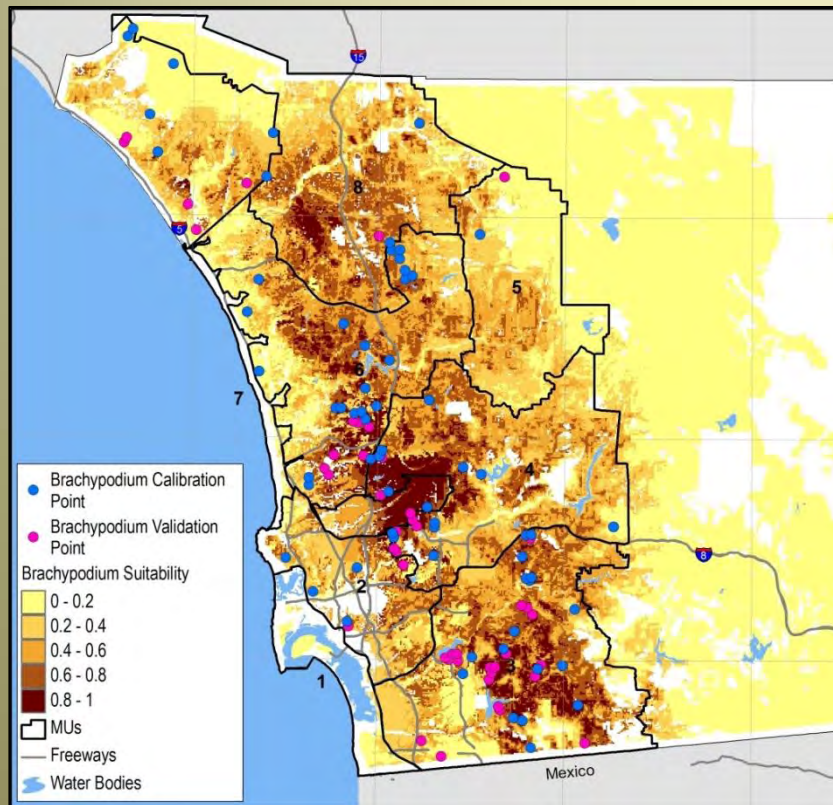 15
8
5
5
6
7
4
8
2
3
1
Mexico
Brachypodium Calibration
Point
Brachypodium Validation
Point
Brachypodium Suitability
0 - 0.2
0.2 - 0.4
0.4 - 0.6
0.6 - 0.8
0.8 - 1
MUs
Freeways
Water Bodies